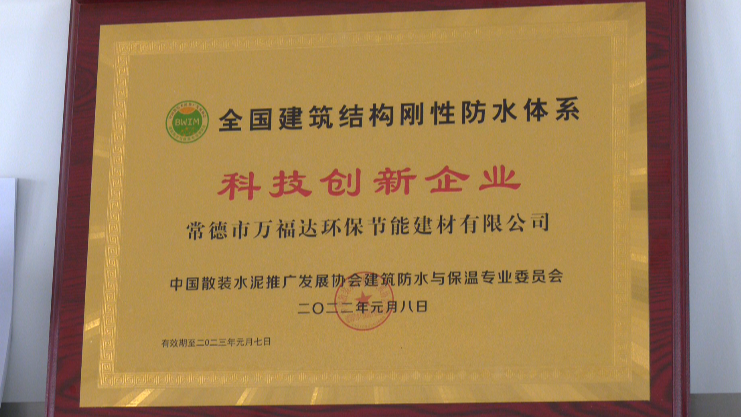 BWIM
全国建筑结构刚性防水体系
科技创新企业
常德市万福达环保节能建材有限公司
中国散装水泥推广发展协会建筑防水与保温专业委员会
二〇二二年元月八日
有效期至二〇二三年元月七日